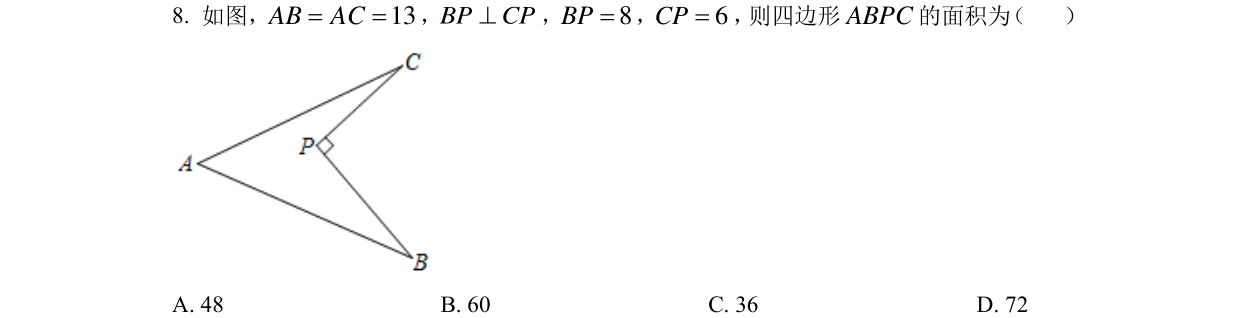 8. 如图，AB = AC = 13，BP ⊥ CP，BP = 8，CP = 6，则四边形 ABPC 的面积为（　　）
C
P
A
B
A. 48 B. 60 C. 36 D. 72